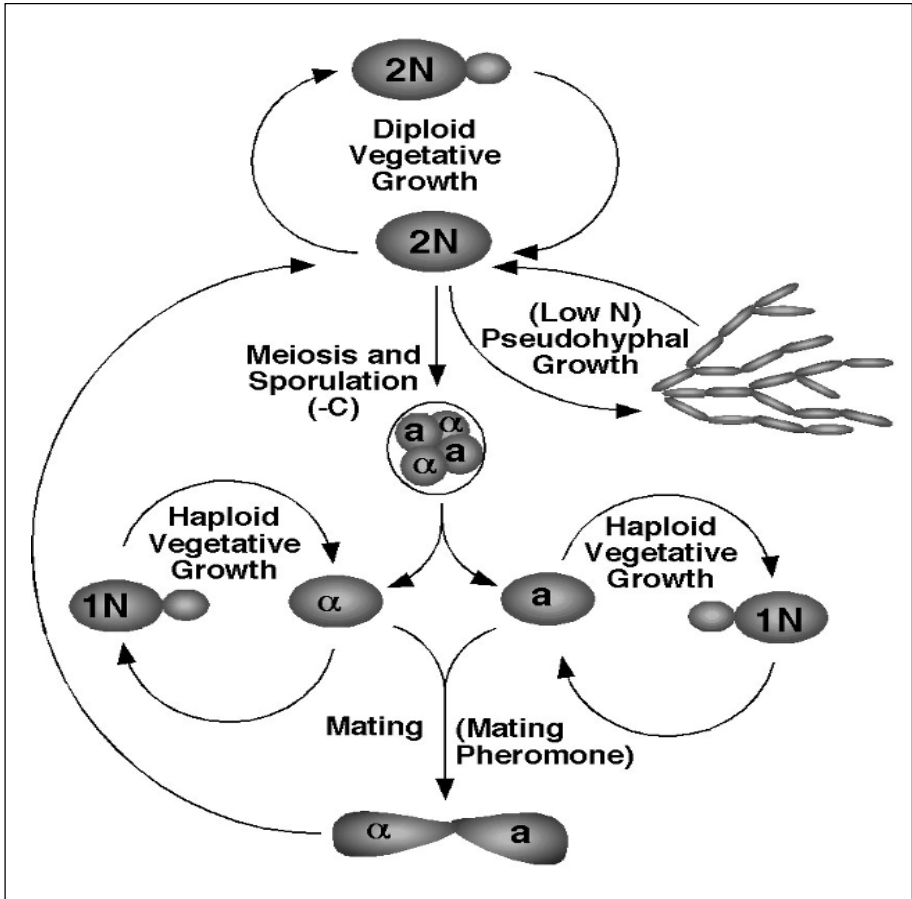 2N
Diploid
Vegetative
Growth
2N
(Low N)
Pseudohyphal
Growth
Meiosis and
Sporulation
(-C)
a α
α a
Haploid
Vegetative
Growth
1N
α
a
Haploid
Vegetative
Growth
1N
Mating
(Mating
Pheromone)
α
a